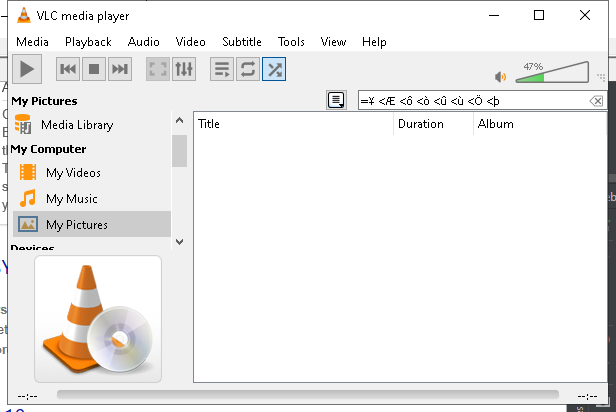 VLC media player
Media Playback Audio Video Subtitle Tools View Help
47%
My Pictures
=¥ <Æ <ô <ò <û <ù <Ö <þ
Media Library
Title Duration Album
My Computer
My Videos
My Music
My Pictures
Devices
--:-- --:--